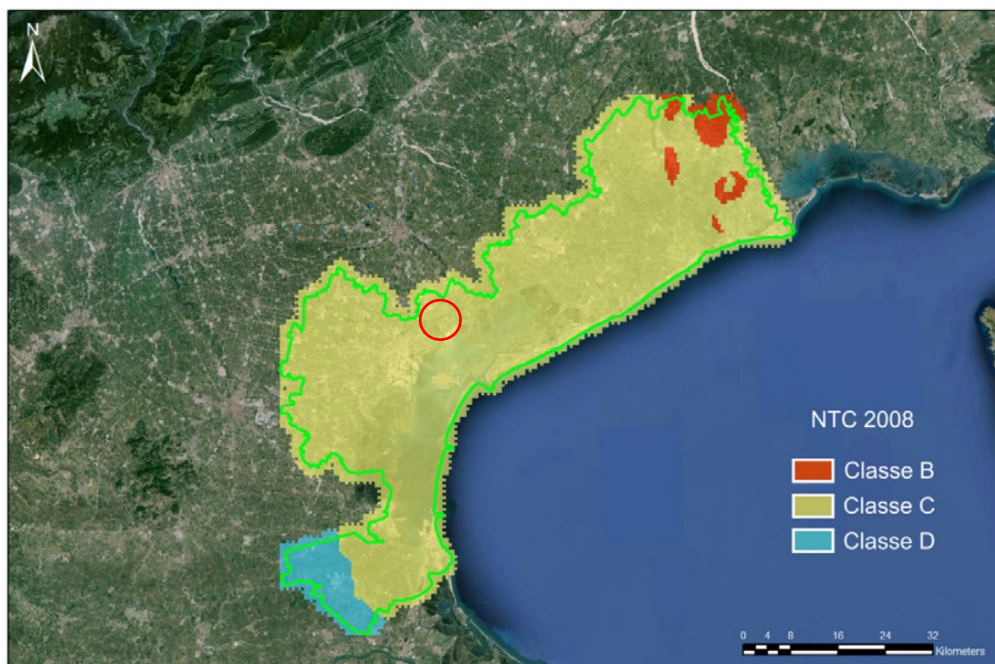 N
NTC 2008
Classe B
Classe C
Classe D
0 4 8 16 24 32
Kilometers